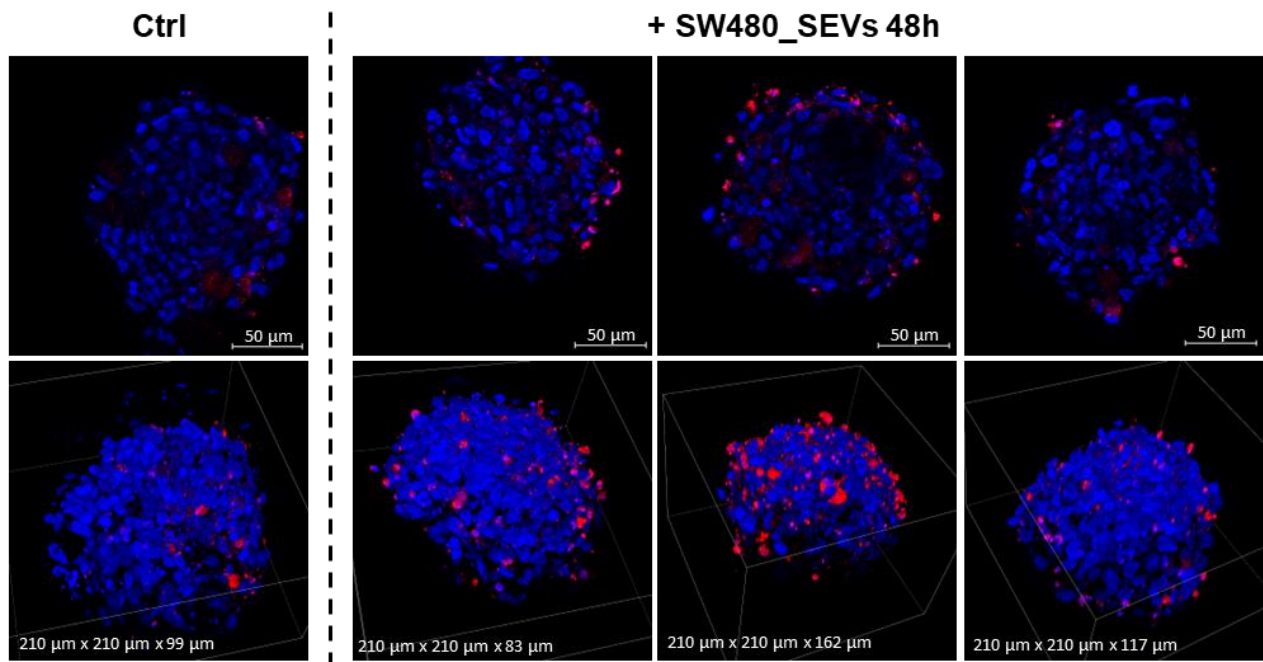 Ctrl
+ SW480_SEVs 48h
50 µm
50 µm
50 µm
50 µm
210 µm x 210 µm x 99 µm
210 µm x 210 µm x 83 µm
210 µm x 210 µm x 162 µm
210 µm x 210 µm x 117 µm